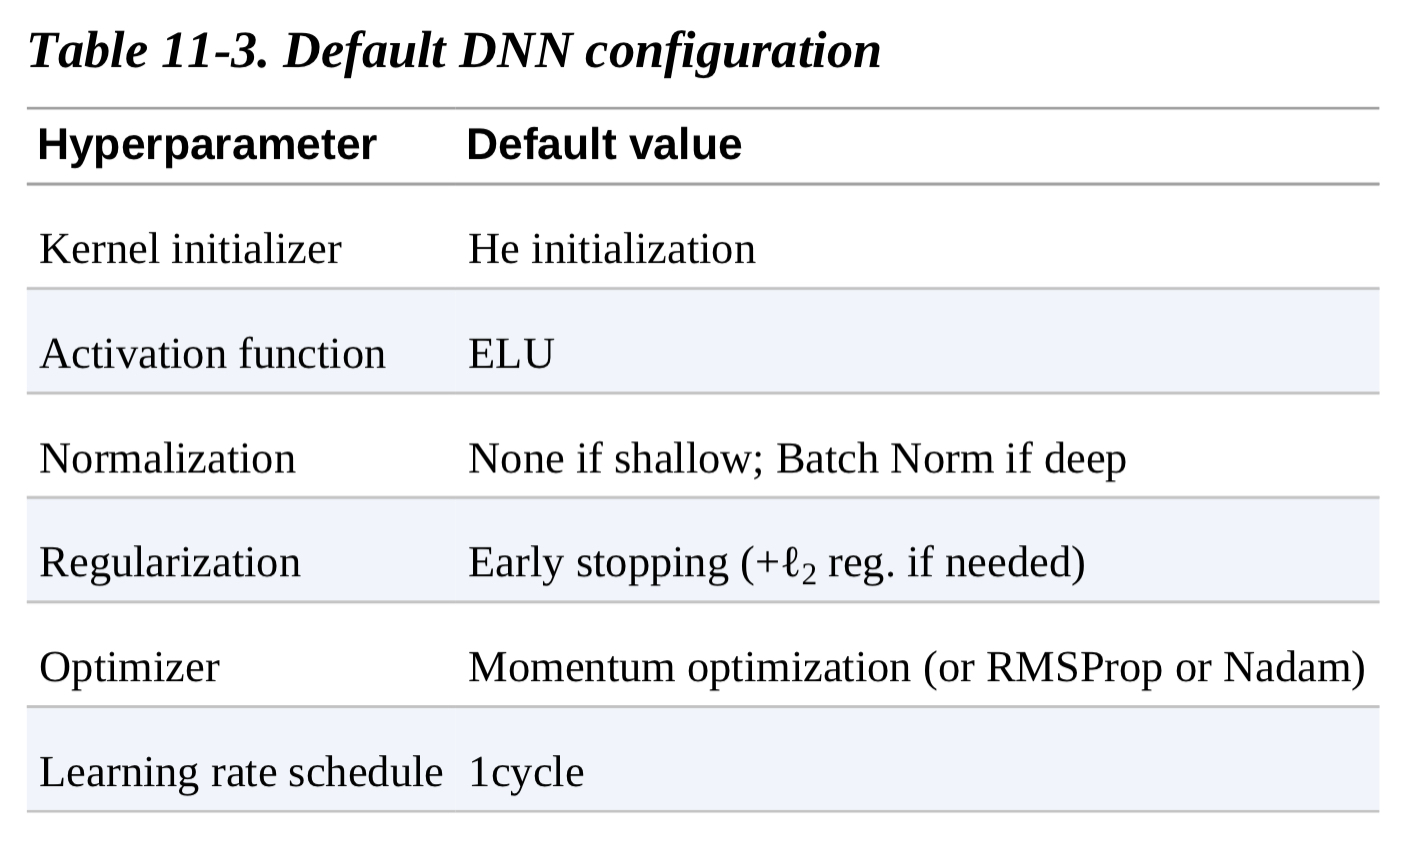 Table 11-3. Default DNN configuration
Hyperparameter Default value
Kernel initializer He initialization
Activation function ELU
Normalization None if shallow; Batch Norm if deep
Regularization Early stopping (+ℓ₂ reg. if needed)
Optimizer Momentum optimization (or RMSProp or Nadam)
Learning rate schedule 1cycle